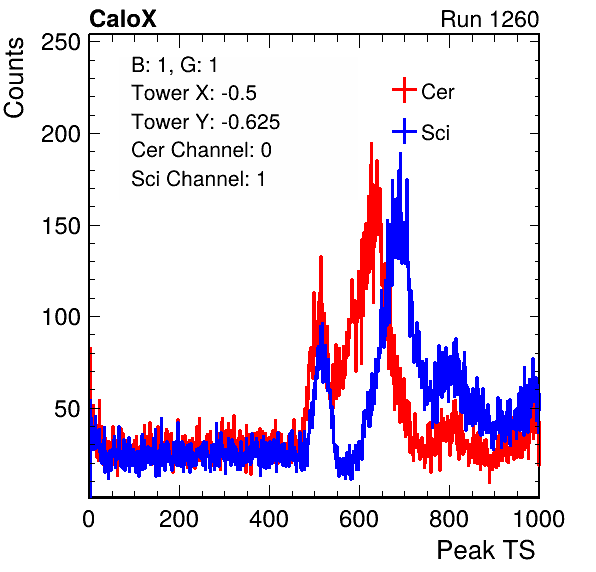 CaloX Run 1260
Counts
250
200
150
100
50
B: 1, G: 1
Tower X: -0.5
Tower Y: -0.625
Cer Channel: 0
Sci Channel: 1
Cer
Sci
0 200 400 600 800 1000
Peak TS